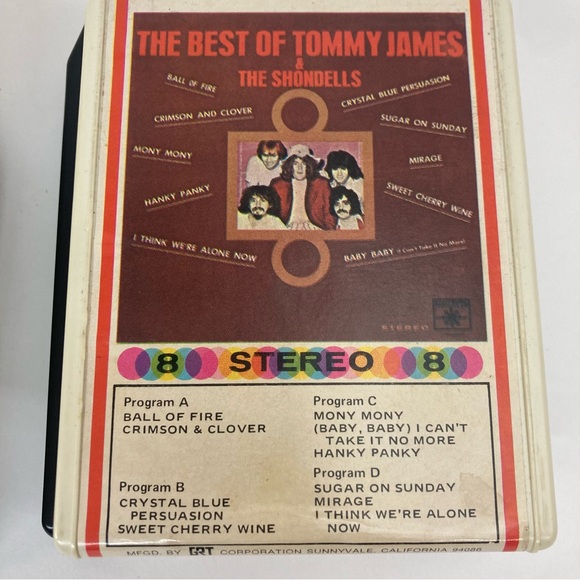 THE BEST OF TOMMY JAMES
& THE SHONDELLS
BALL OF FIRE
CRYSTAL BLUE PERSUASION
CRIMSON AND CLOVER
SUGAR ON SUNDAY
MONY MONY
MIRAGE
HANKY PANKY
SWEET CHERRY WINE
I THINK WE'RE ALONE NOW
BABY BABY (I Can't Take It No More)
STEREO
8 STEREO 8
Program A
BALL OF FIRE
CRIMSON & CLOVER
Program B
CRYSTAL BLUE
PERSUASION
SWEET CHERRY WINE
Program C
MONY MONY
(BABY, BABY) I CAN'T
TAKE IT NO MORE
HANKY PANKY
Program D
SUGAR ON SUNDAY
MIRAGE
I THINK WE'RE ALONE
NOW
MFGD. BY GRT CORPORATION SUNNYVALE, CALIFORNIA 94086